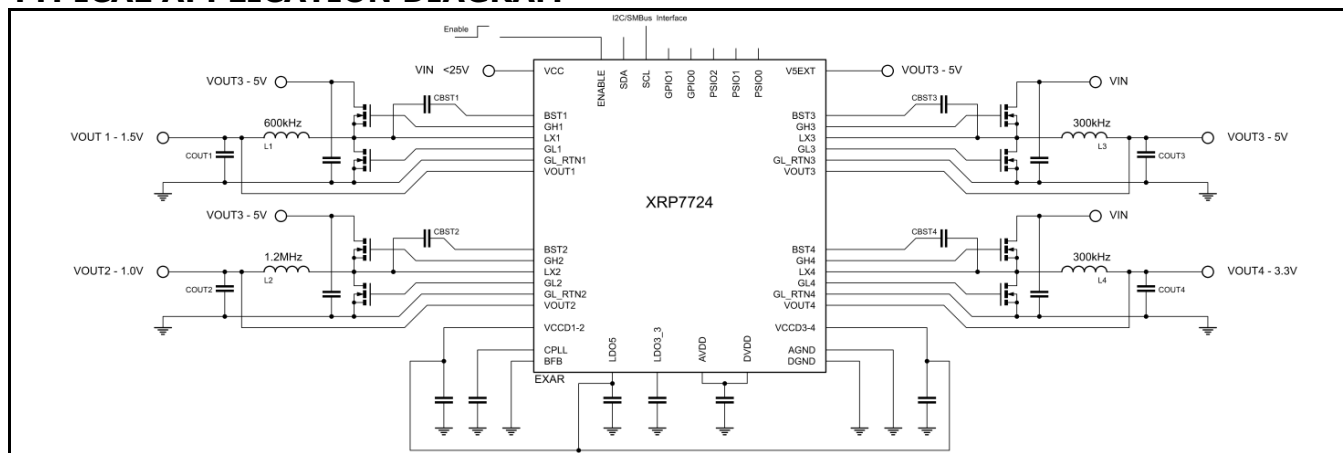 TYPICAL APPLICATION DIAGRAM
I2C/SMBus Interface
Enable
VIN <25V
VCC
ENABLE
SDA
SCL
GPIO1
GPIO0
PSIO2
PSIO1
PSIO0
V5EXT
VOUT3 - 5V
VOUT3 - 5V
CBST1
600kHz
L1
VOUT 1 - 1.5V
COUT1
BST1
GH1
LX1
GL1
GL_RTN1
VOUT1
VOUT3 - 5V
CBST2
1.2MHz
L2
VOUT2 - 1.0V
COUT2
BST2
GH2
LX2
GL2
GL_RTN2
VOUT2
VCCD1-2
CPLL
BFB
EXAR
XRP7724
LDO5
LDO3_3
AVDD
DVDD
BST3
GH3
LX3
GL3
GL_RTN3
VOUT3
CBST3
VIN
300kHz
L3
VOUT3 - 5V
COUT3
BST4
GH4
LX4
GL4
GL_RTN4
VOUT4
CBST4
VIN
300kHz
L4
VOUT4 - 3.3V
COUT4
VCCD3-4
AGND
DGND